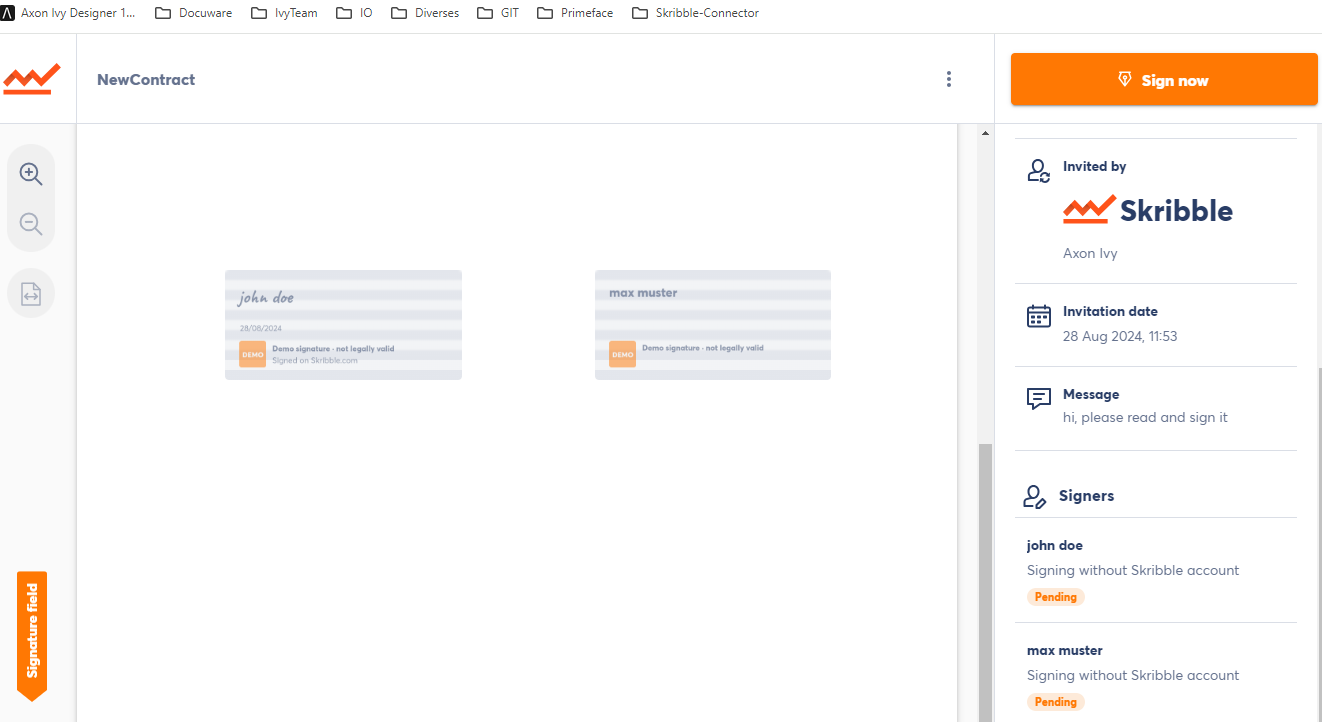 Axon Ivy Designer 1... Docuware IvyTeam IO Diverses GIT Primeface Skribble-Connector
NewContract
Sign now
john doe
28/08/2024
DEMO
Demo signature - not legally valid
Signed on Skribble.com
max muster
DEMO
Demo signature - not legally valid
Signature field
Invited by
Skribble
Axon Ivy
Invitation date
28 Aug 2024, 11:53
Message
hi, please read and sign it
Signers
john doe
Signing without Skribble account
Pending
max muster
Signing without Skribble account
Pending